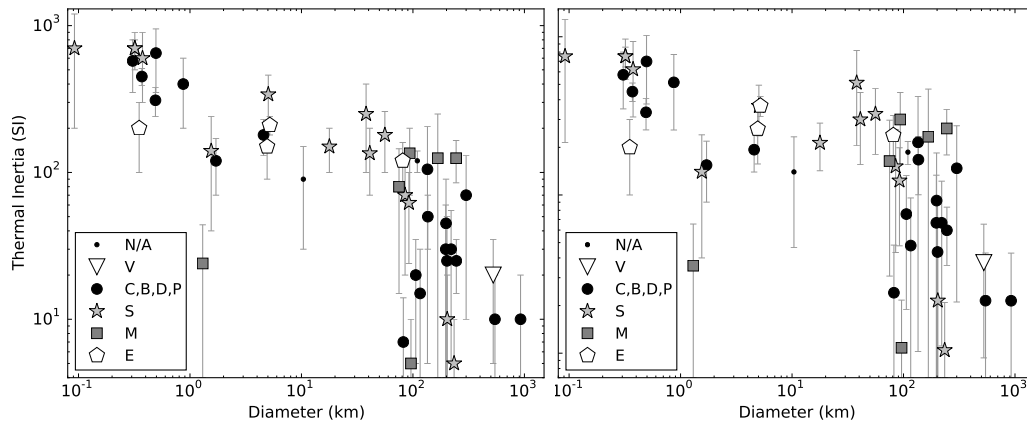 Thermal Inertia (SI)
10³
10²
10¹
N/A
V
C,B,D,P
S
M
E
10⁻¹ 10⁰ 10¹ 10² 10³
Diameter (km)
N/A
V
C,B,D,P
S
M
E
10⁻¹ 10⁰ 10¹ 10² 10³
Diameter (km)